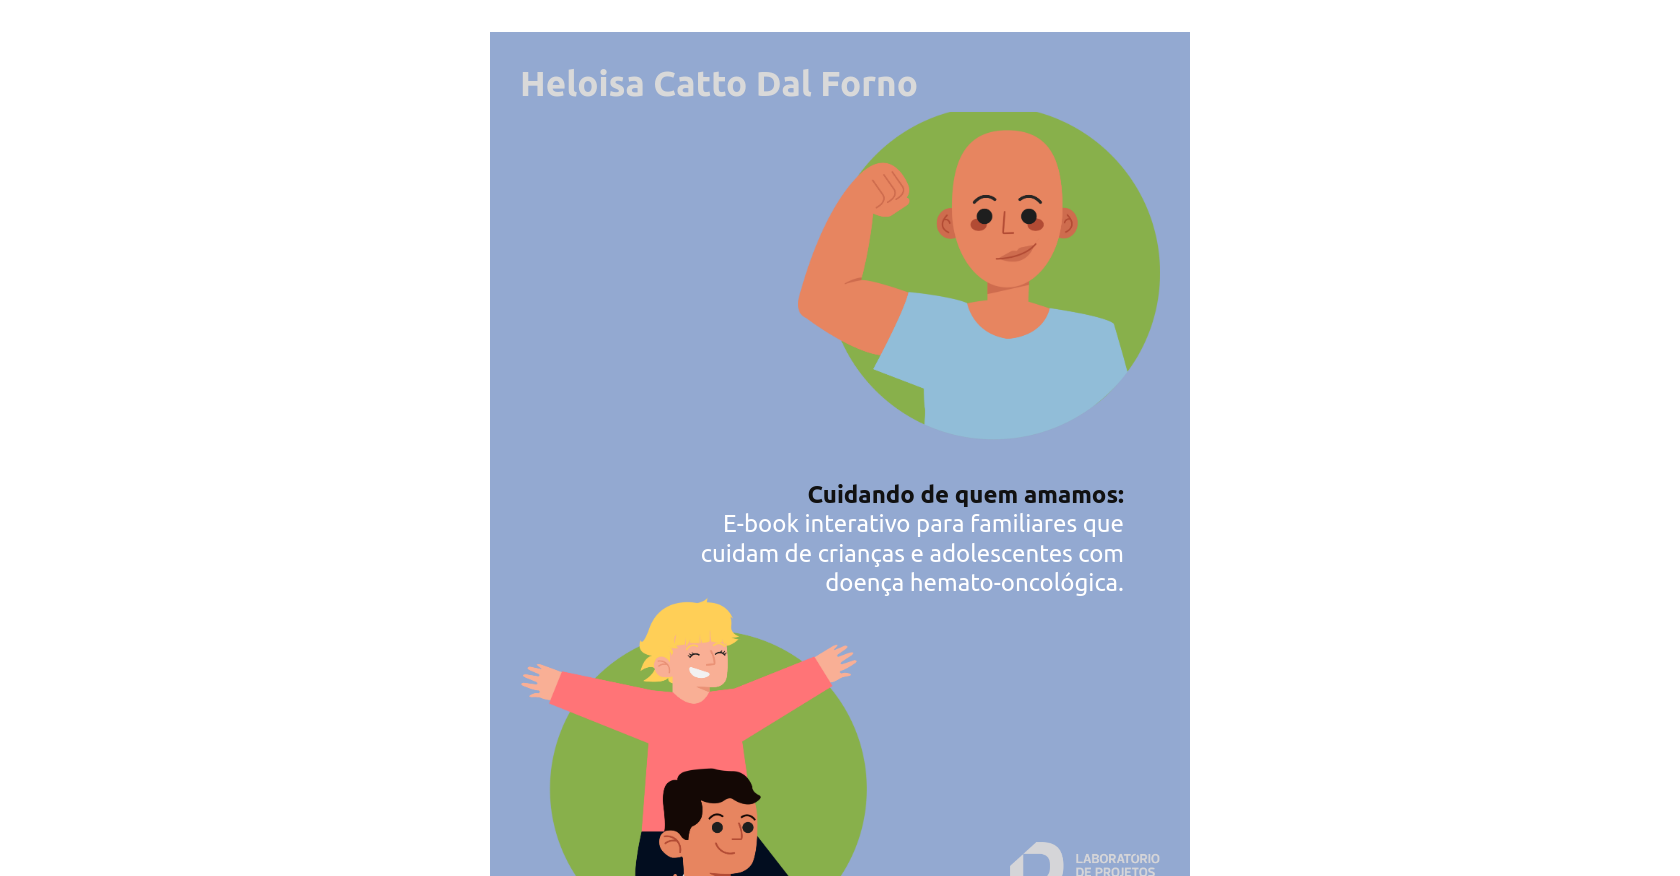 Heloisa Catto Dal Forno
Cuidando de quem amamos:
E-book interativo para familiares que
cuidam de crianças e adolescentes com
doença hemato-oncológica.
LABORATORIO
DE PROJETOS